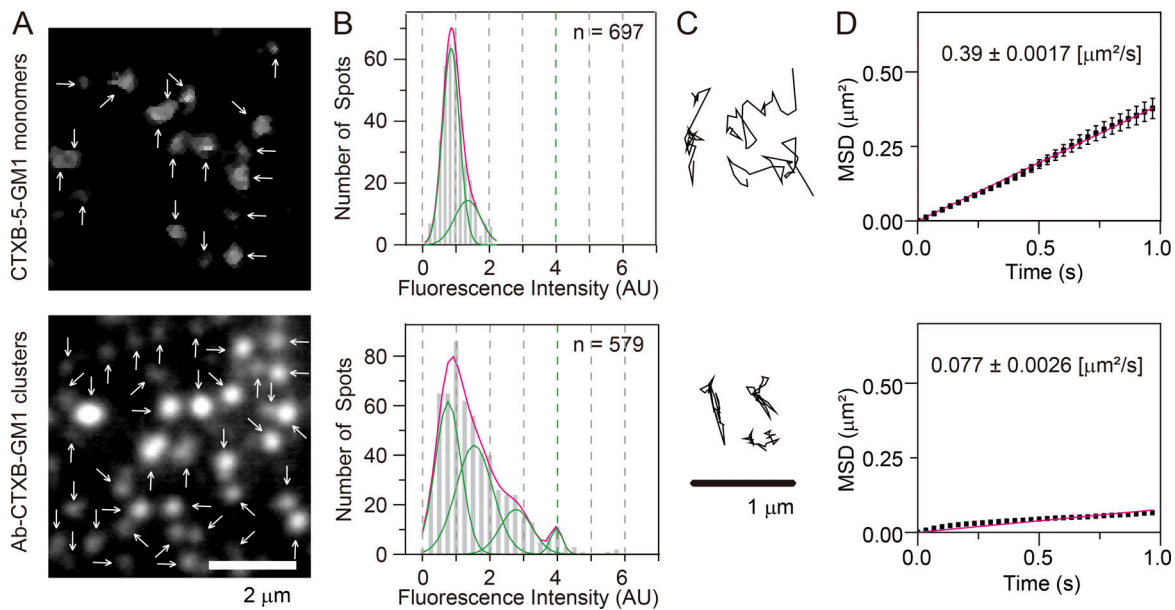 A
B
C
D
CTXB-5-GM1 monomers
Number of Spots
60
40
20
0
n = 697
0 2 4 6
Fluorescence Intensity (AU)
MSD (μm²)
0.50
0.25
0.00
0.39 ± 0.0017 [μm²/s]
0 0.5 1.0
Time (s)
Ab-CTXB-GM1 clusters
2 μm
Number of Spots
80
60
40
20
0
n = 579
0 2 4 6
Fluorescence Intensity (AU)
1 μm
MSD (μm²)
0.50
0.25
0.00
0.077 ± 0.0026 [μm²/s]
0 0.5 1.0
Time (s)